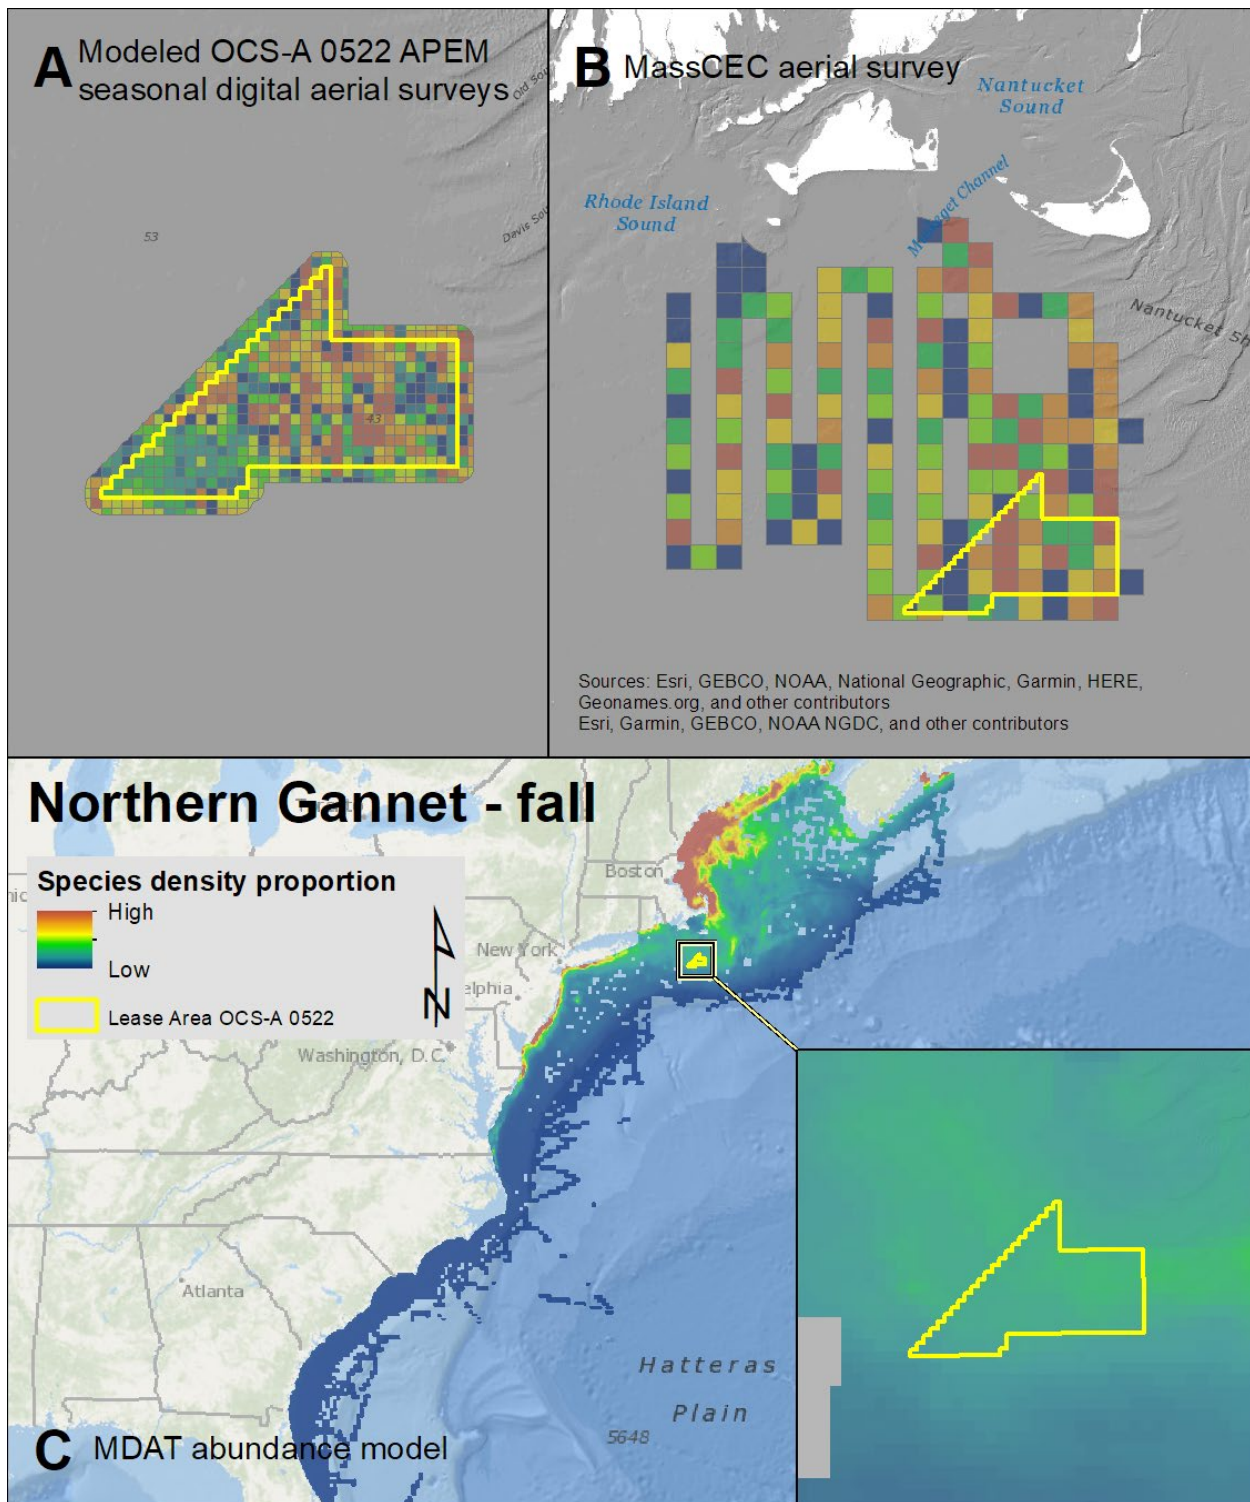 A Modeled OCS-A 0522 APEM
seasonal digital aerial surveys
53
43
B MassCEC aerial survey
Nantucket
Sound
Rhode Island
Sound
Channel
Nantucket
Sources: Esri, GEBCO, NOAA, National Geographic, Garmin, HERE,
Geonames.org, and other contributors
Esri, Garmin, GEBCO, NOAA NGDC, and other contributors
Northern Gannet - fall
Species density proportion
High
Low
Lease Area OCS-A 0522
N
Boston
New York
elphia
Washington, D.C.
Atlanta
Hatteras
Plain
5648
C MDAT abundance model